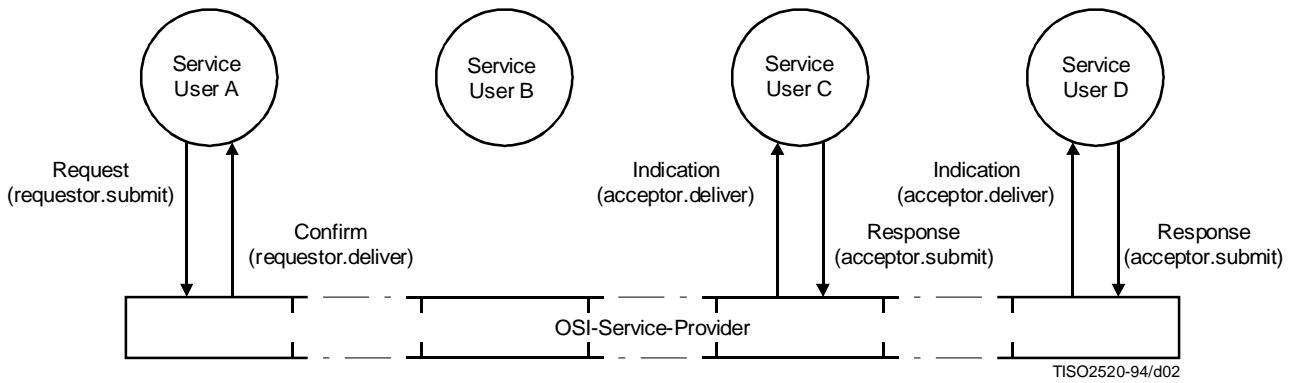 Service
User A
Service
User B
Service
User C
Service
User D
Request
(requestor.submit)
Confirm
(requestor.deliver)
Indication
(acceptor.deliver)
Response
(acceptor.submit)
Indication
(acceptor.deliver)
Response
(acceptor.submit)
OSI-Service-Provider
TISO2520-94/d02